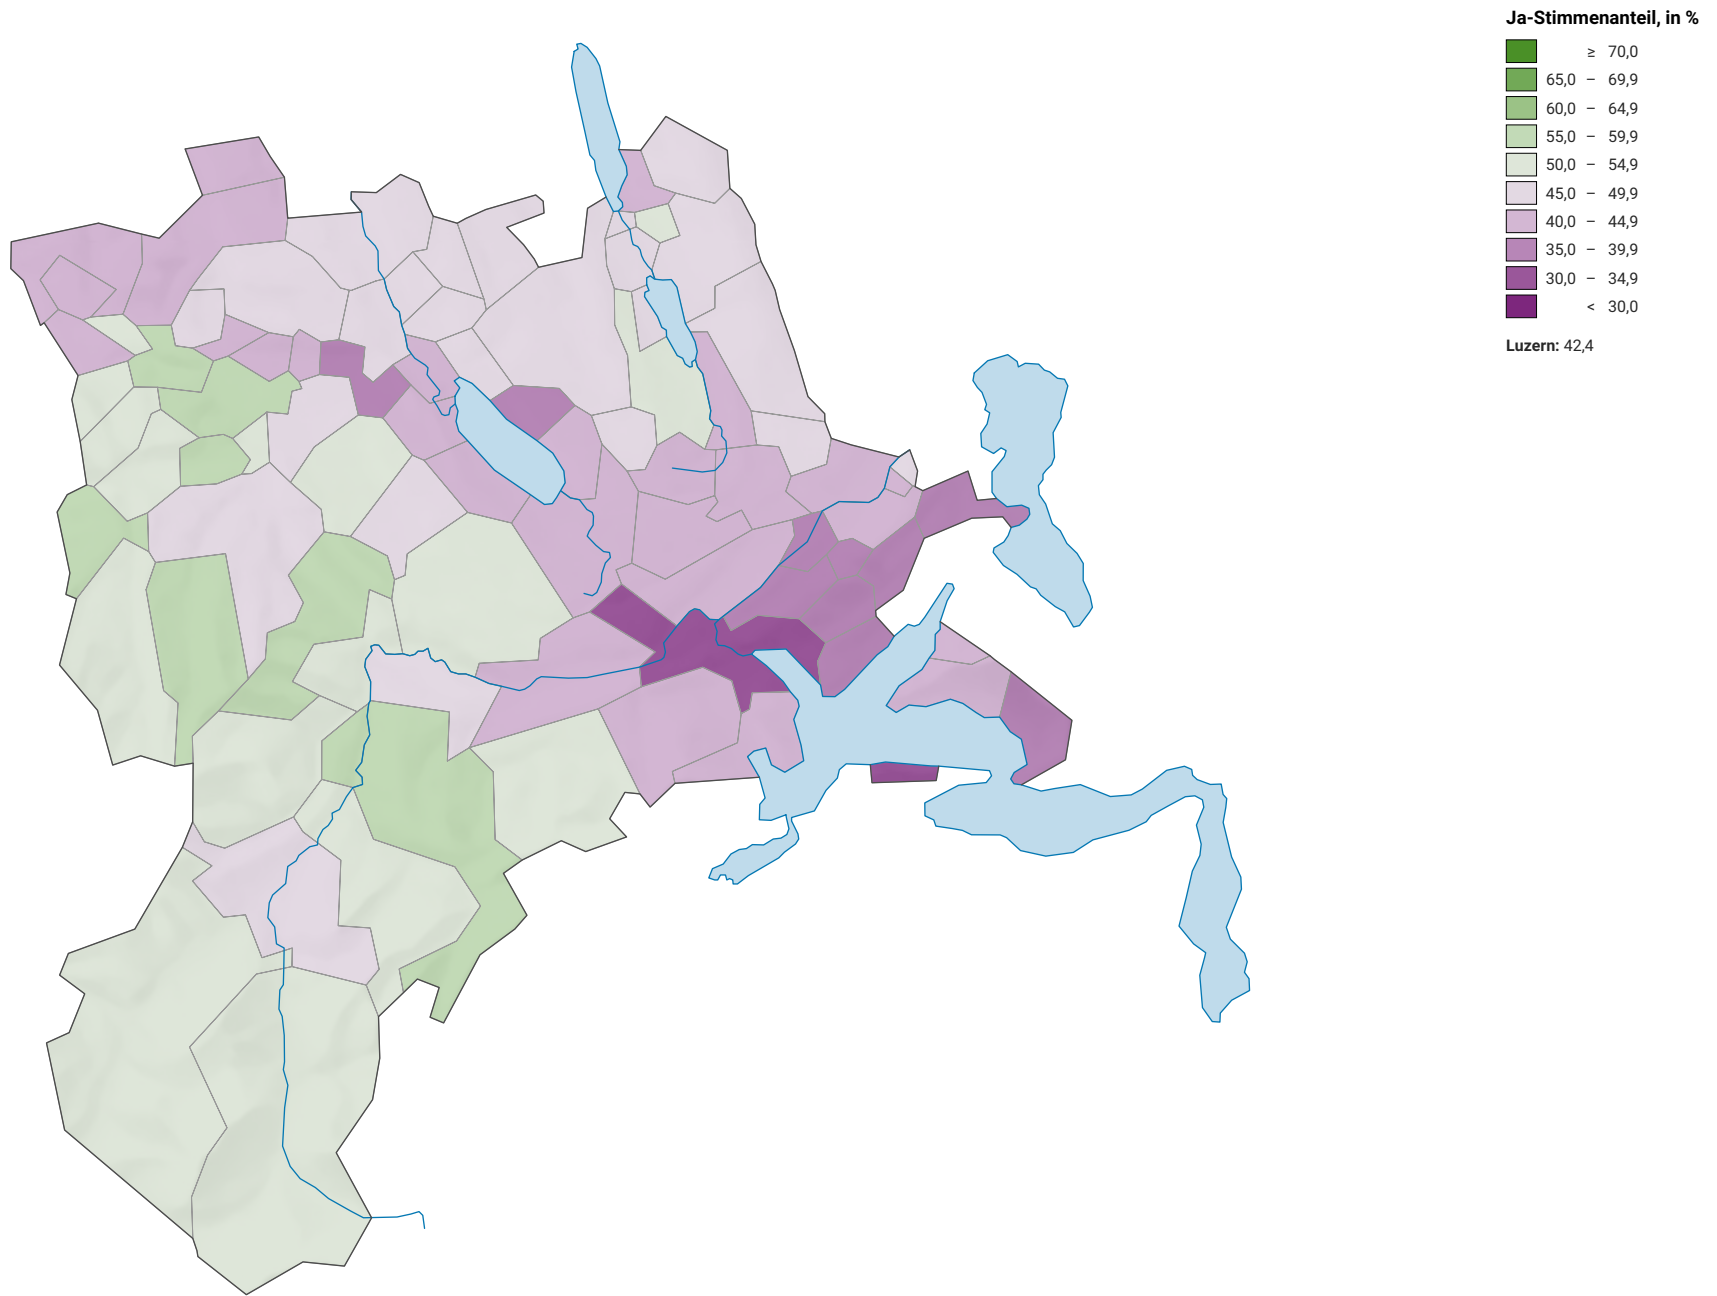 Ja-Stimmenanteil, in %
≥ 70,0
65,0 – 69,9
60,0 – 64,9
55,0 – 59,9
50,0 – 54,9
45,0 – 49,9
40,0 – 44,9
35,0 – 39,9
30,0 – 34,9
< 30,0
Luzern: 42,4